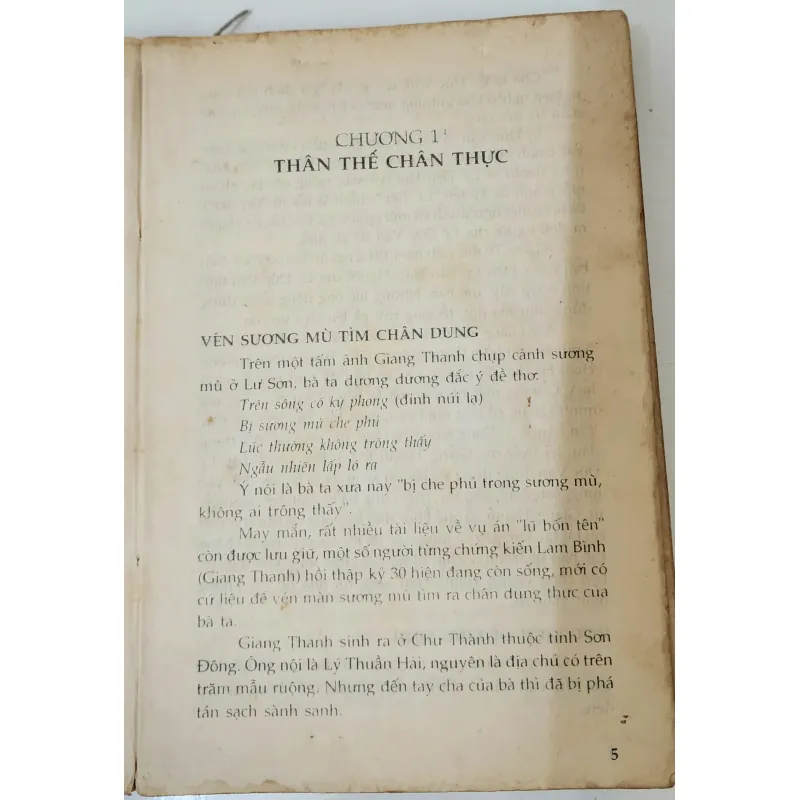 CHƯƠNG 1
THÂN THẾ CHÂN THỰC
VÉN SƯƠNG MÙ TÌM CHÂN DUNG
Trên một tấm ảnh Giang Thanh chụp cảnh sương
mù ở Lư Sơn, bà ta dương dương đắc ý đề thơ:
Trên sông có kỳ phong (đỉnh núi lạ)
Bị sương mù che phủ
Lúc thường không trông thấy
Ngẫu nhiên lấp ló ra
Ý nói là bà ta xưa nay "bị che phủ trong sương mù,
không ai trông thấy".
May mắn, rất nhiều tài liệu về vụ án "lũ bốn tên"
còn được lưu giữ, một số người từng chứng kiến Lam Bình
(Giang Thanh) hồi thập kỷ 30 hiện đang còn sống, mới có
cứ liệu để vén màn sương mù tìm ra chân dung thực của
bà ta.
Giang Thanh sinh ra ở Chư Thành thuộc tỉnh Sơn
Đông. Ông nội là Lý Thuần Hải, nguyên là địa chủ có trên
trăm mẫu ruộng. Nhưng đến tay cha của bà thì đã bị phá
tán sạch sành sanh.
5